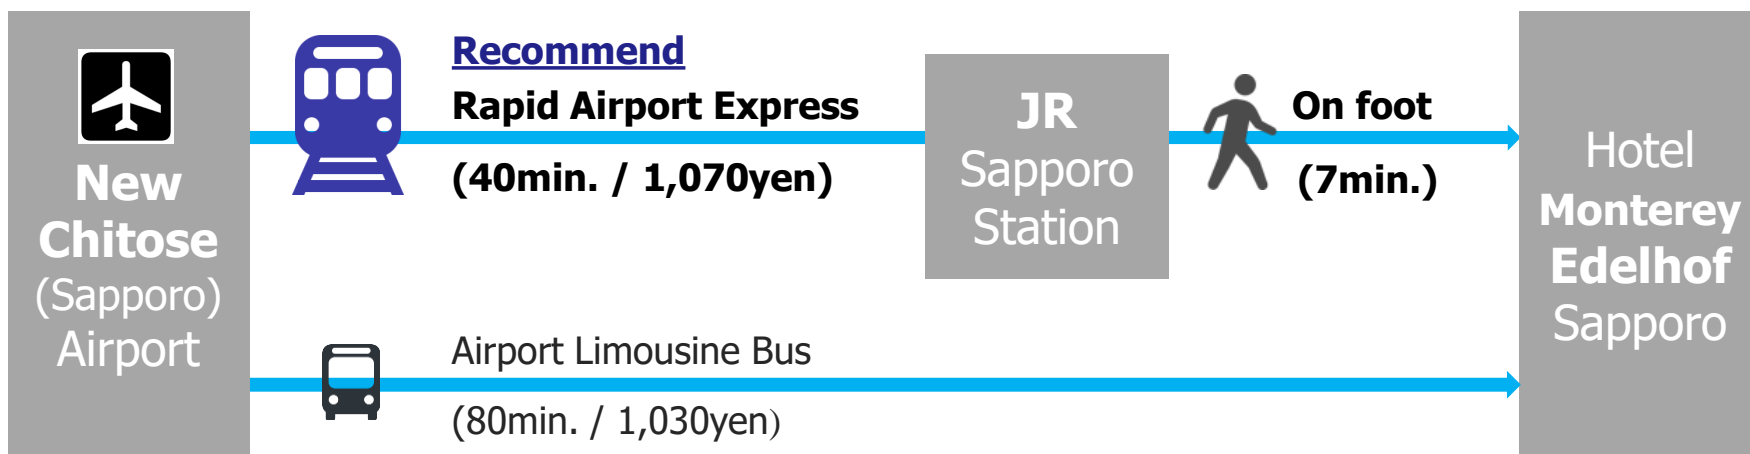 New
Chitose
(Sapporo)
Airport
Recommend
Rapid Airport Express
(40min. / 1,070yen)
JR
Sapporo
Station
On foot
(7min.)
Airport Limousine Bus
(80min. / 1,030yen)
Hotel
Monterey
Edelhof
Sapporo